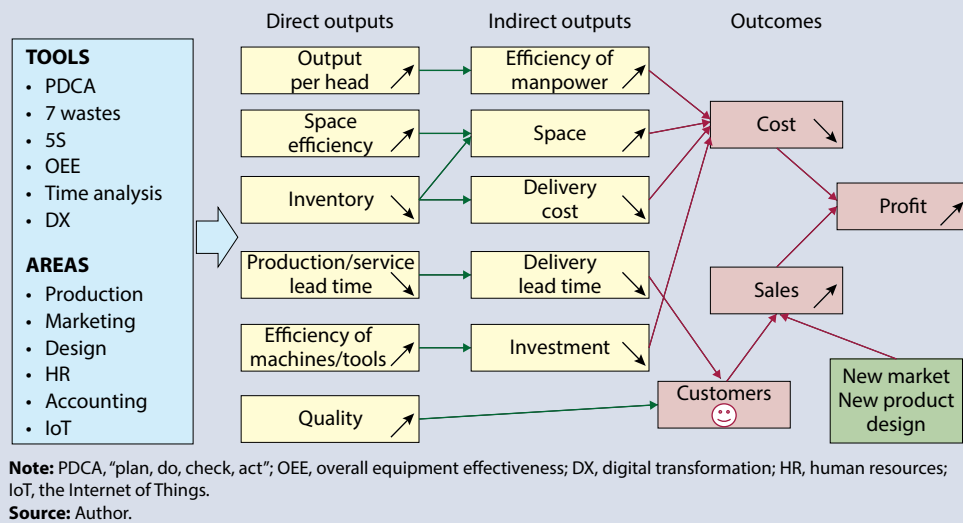 Direct outputs
Indirect outputs
Outcomes
TOOLS
• PDCA
• 7 wastes
• 5S
• OEE
• Time analysis
• DX
AREAS
• Production
• Marketing
• Design
• HR
• Accounting
• IoT
Output
per head
Space
efficiency
Inventory
Production/service
lead time
Efficiency of
machines/tools
Quality
Efficiency of
manpower
Space
Delivery
cost
Delivery
lead time
Investment
Cost
Profit
Sales
Customers
New market
New product
design
Note: PDCA, “plan, do, check, act”; OEE, overall equipment effectiveness; DX, digital transformation; HR, human resources;
IoT, the Internet of Things.
Source: Author.